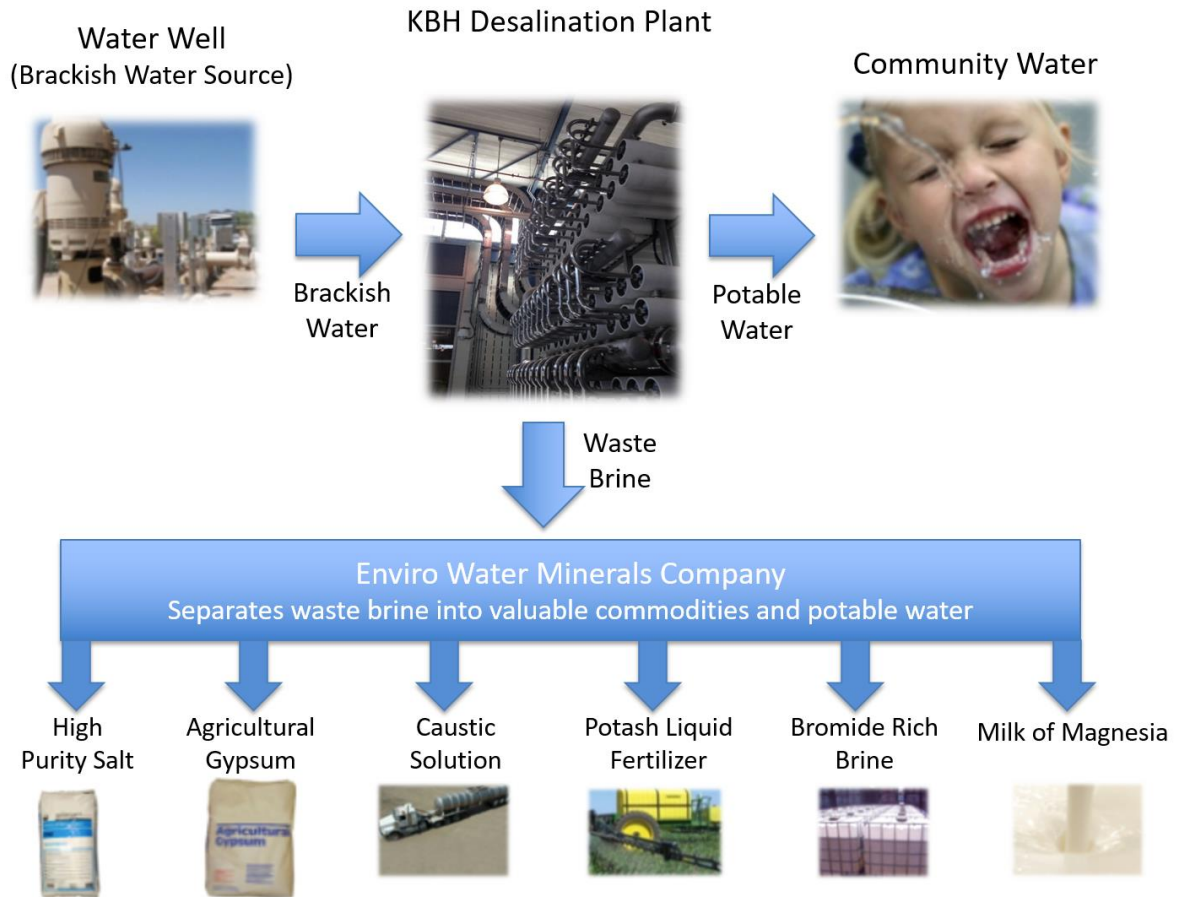 KBH Desalination Plant
Water Well
(Brackish Water Source)
Community Water
Brackish
Water
Potable
Water
Waste
Brine
Enviro Water Minerals Company
Separates waste brine into valuable commodities and potable water
High
Purity Salt
Agricultural
Gypsum
Caustic
Solution
Potash Liquid
Fertilizer
Bromide Rich
Brine
Milk of Magnesia
Agricultural
Gypsum